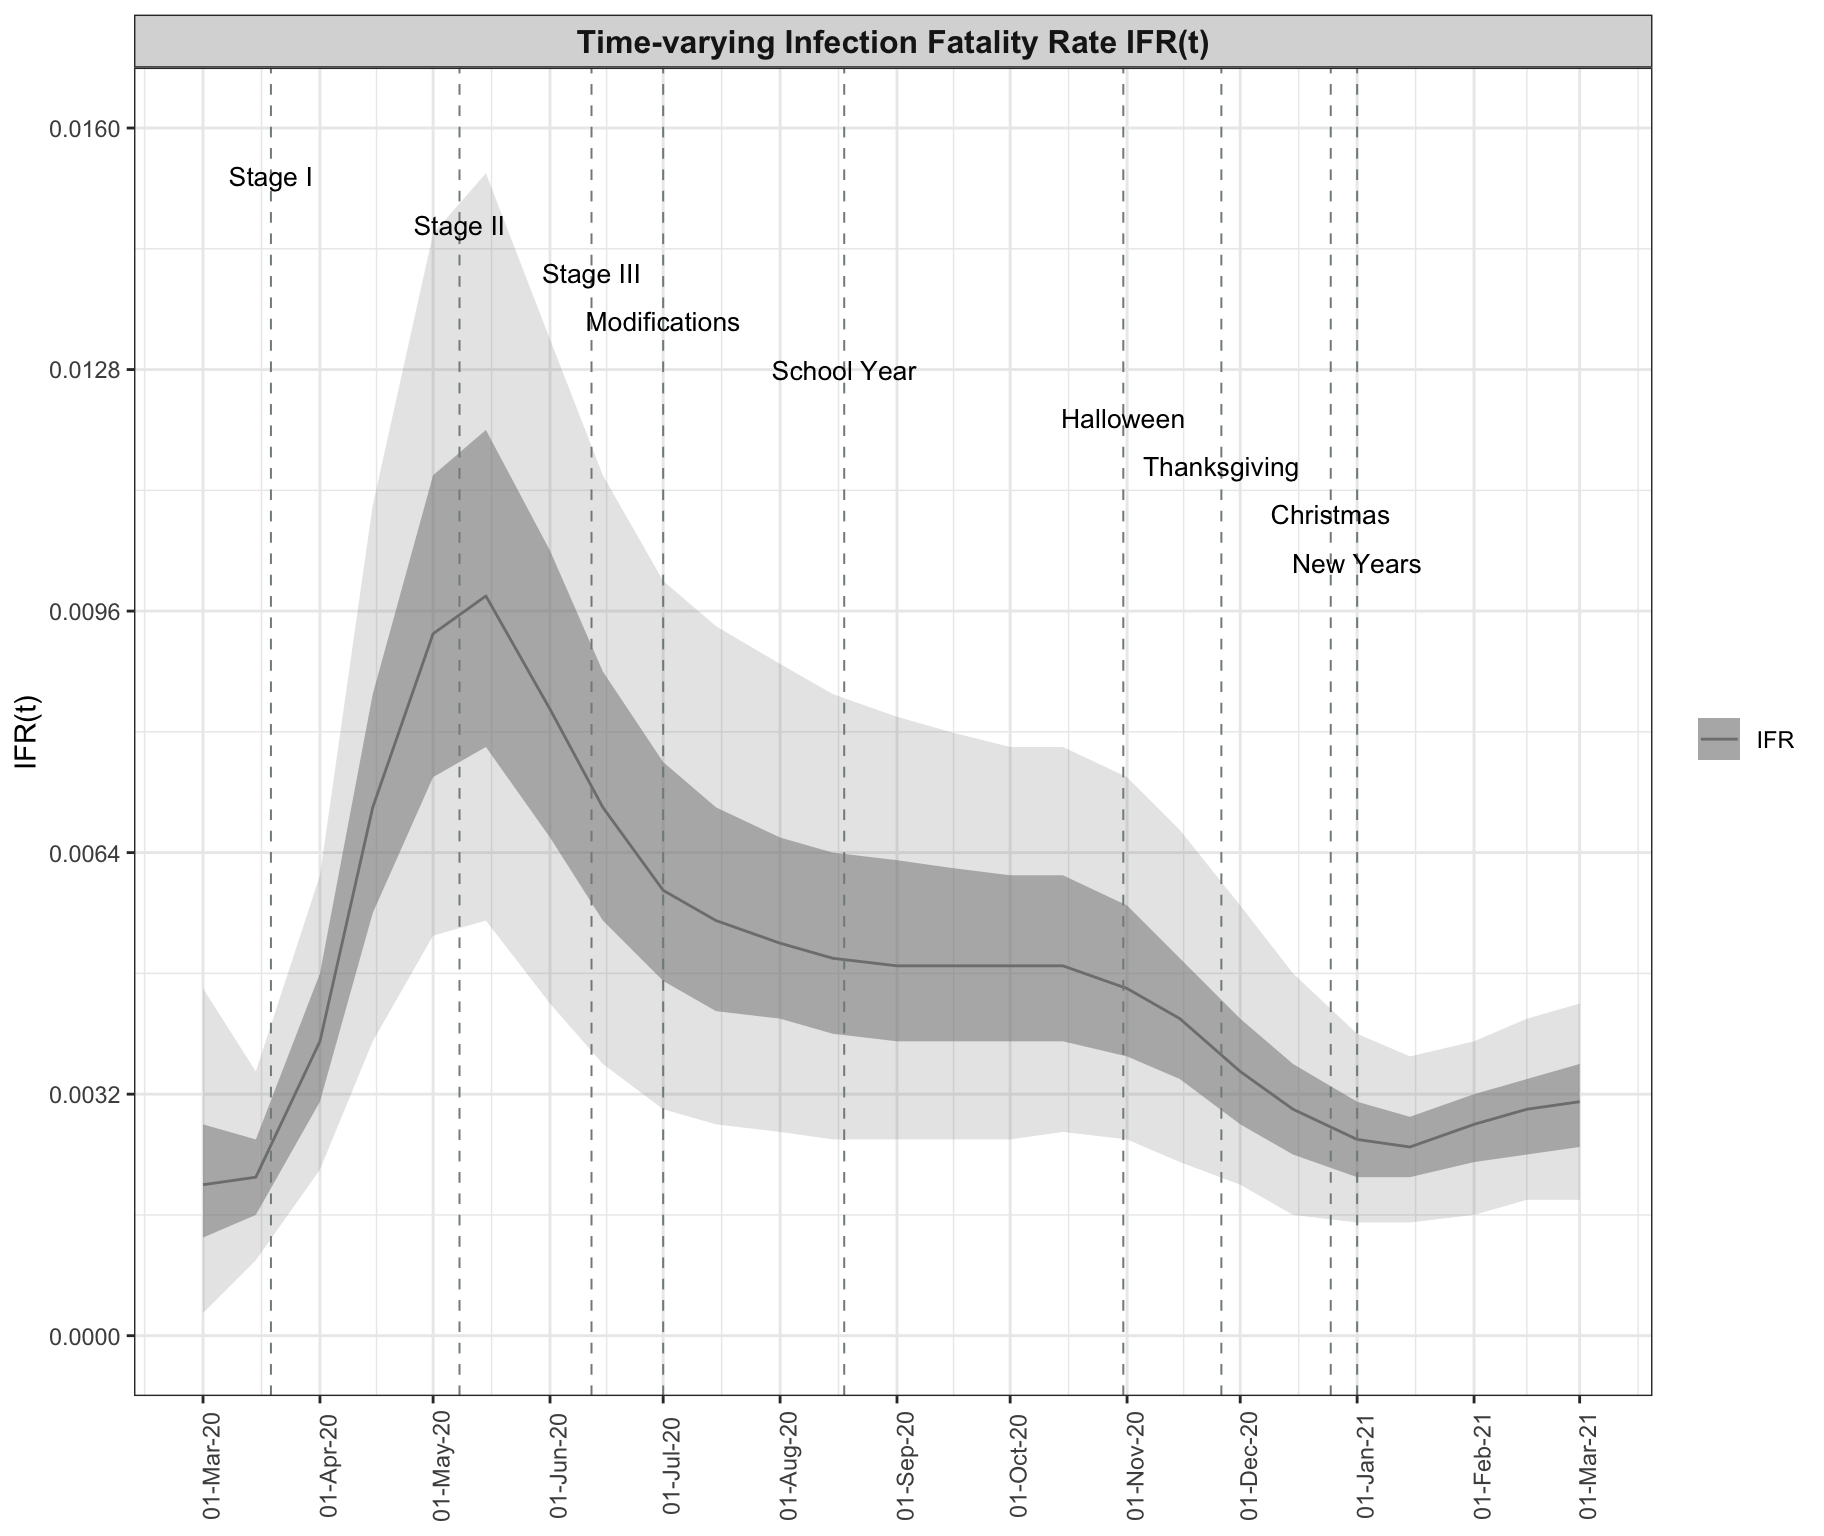 Time-varying Infection Fatality Rate IFR(t)
0.0160
Stage I
Stage II
Stage III
Modifications
0.0128
School Year
Halloween
Thanksgiving
Christmas
New Years
0.0096
IFR(t)
IFR
0.0064
0.0032
0.0000
01-Mar-20
01-Apr-20
01-May-20
01-Jun-20
01-Jul-20
01-Aug-20
01-Sep-20
01-Oct-20
01-Nov-20
01-Dec-20
01-Jan-21
01-Feb-21
01-Mar-21